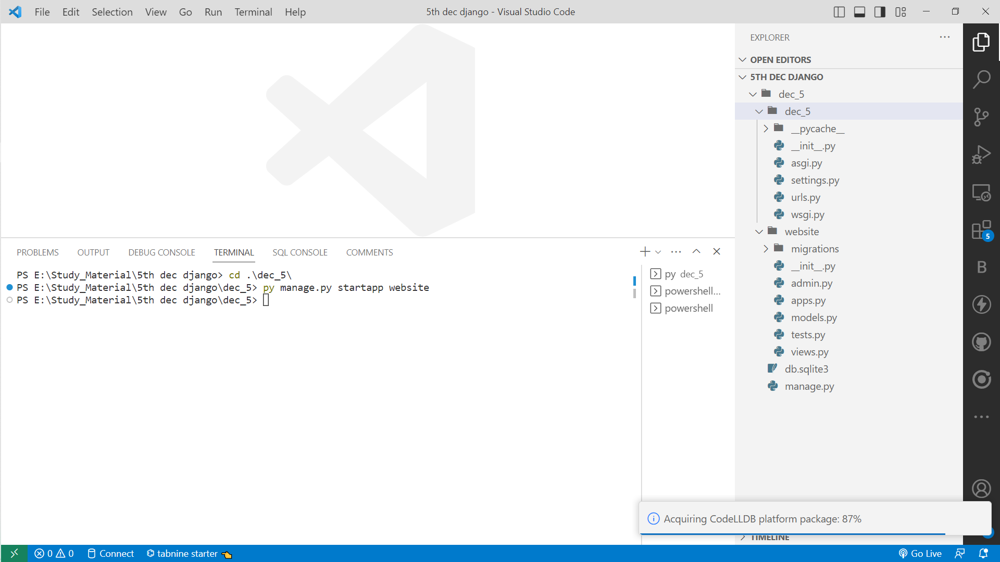 File Edit Selection View Go Run Terminal Help
5th dec django - Visual Studio Code
EXPLORER
OPEN EDITORS
5TH DEC DJANGO
dec_5
dec_5
__pycache__
__init__.py
asgi.py
settings.py
urls.py
wsgi.py
website
migrations
__init__.py
admin.py
apps.py
models.py
tests.py
views.py
db.sqlite3
manage.py
TIMELINE
PROBLEMS OUTPUT DEBUG CONSOLE TERMINAL SQL CONSOLE COMMENTS
PS E:\Study_Material\5th dec django> cd .\dec_5\
PS E:\Study_Material\5th dec django\dec_5> py manage.py startapp website
PS E:\Study_Material\5th dec django\dec_5>
py dec_5
powershell...
powershell
5
B
Acquiring CodeLLDB platform package: 87%
0 0 Connect tabnine starter
Go Live